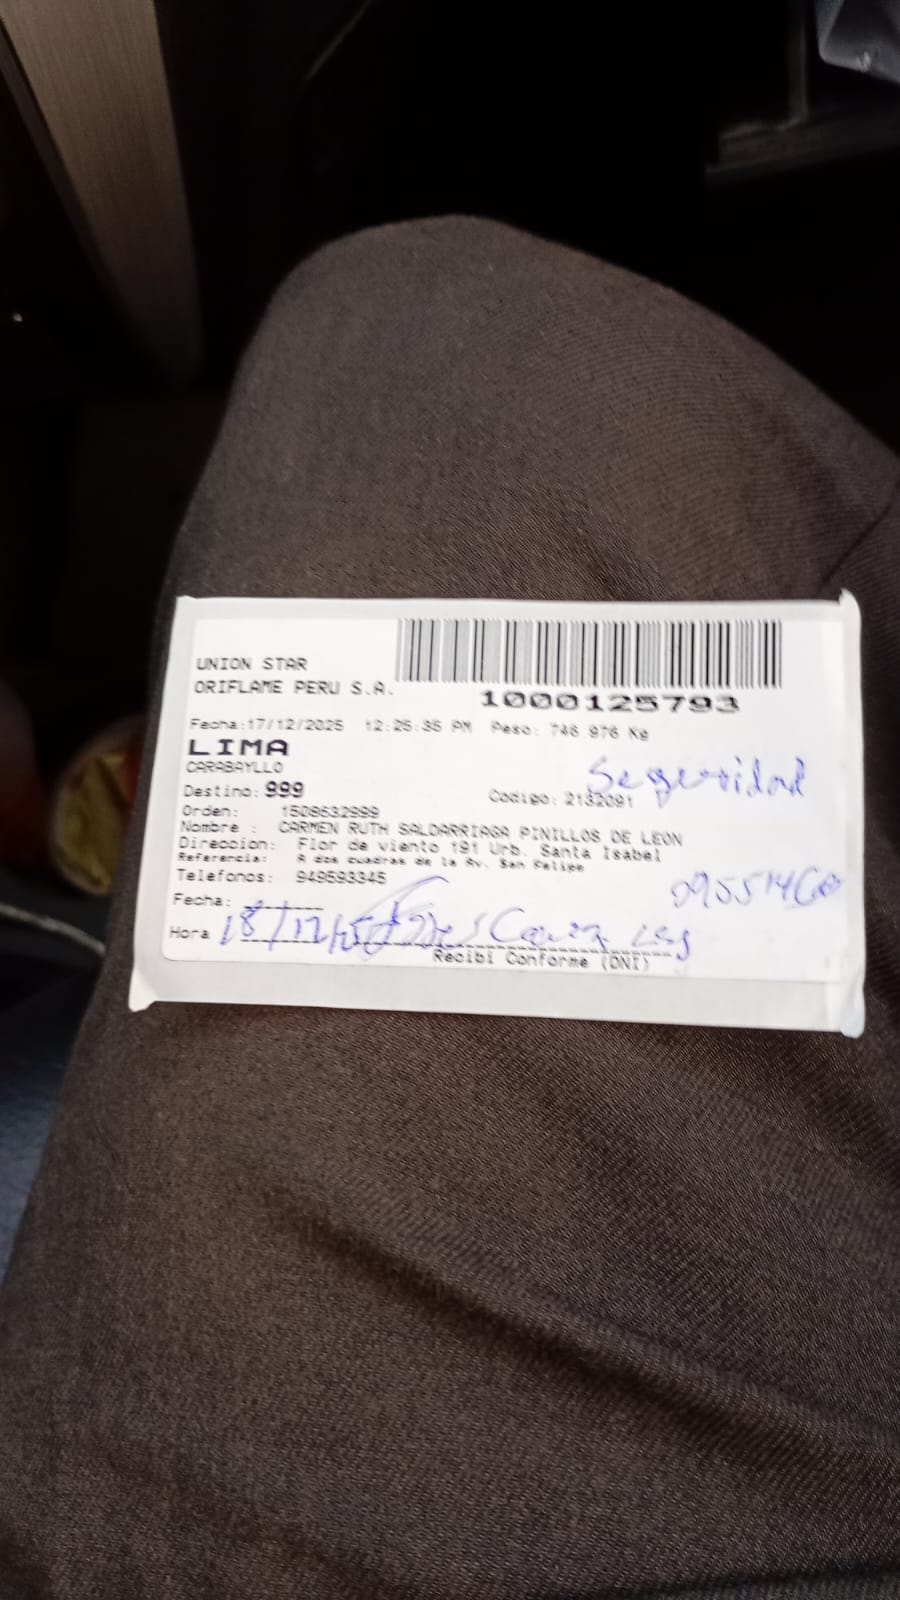 UNION STAR
ORIFLAME PERU S.A.
1000125793
Fecha:17/12/2025 12:25:35 PM Peso: 746.976 Kg
LIMA
CARABAYLLO
Seguridad
Destino: 999 Codigo: 2132091
Orden: 1508632999
Nombre : CARMEN RUTH SALDARRIAGA PINILLOS DE LEON
Direccion: Flor de viento 191 Urb. Santa Isabel
Referencia: A dos cuadras de la Av. San Felipe
Telefonos: 949593345
Fecha:
Hora 18/12/25
Recibi Conforme (DNI)